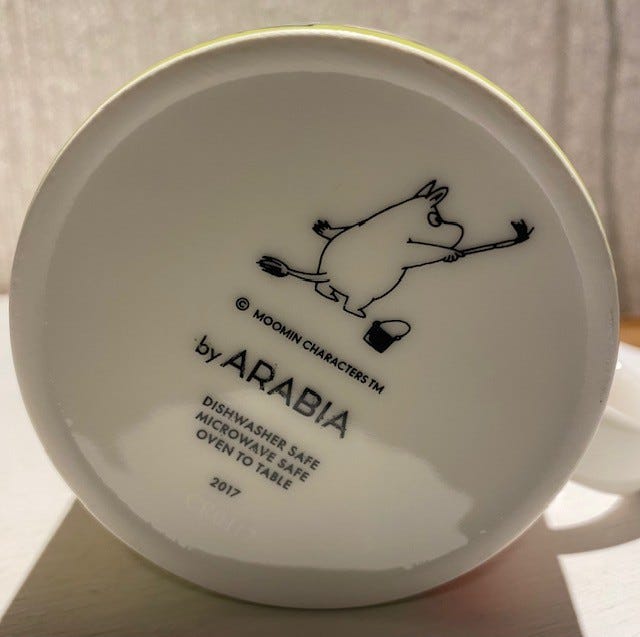 © MOOMIN CHARACTERS™
by ARABIA
DISHWASHER SAFE
MICROWAVE SAFE
OVEN TO TABLE
2017